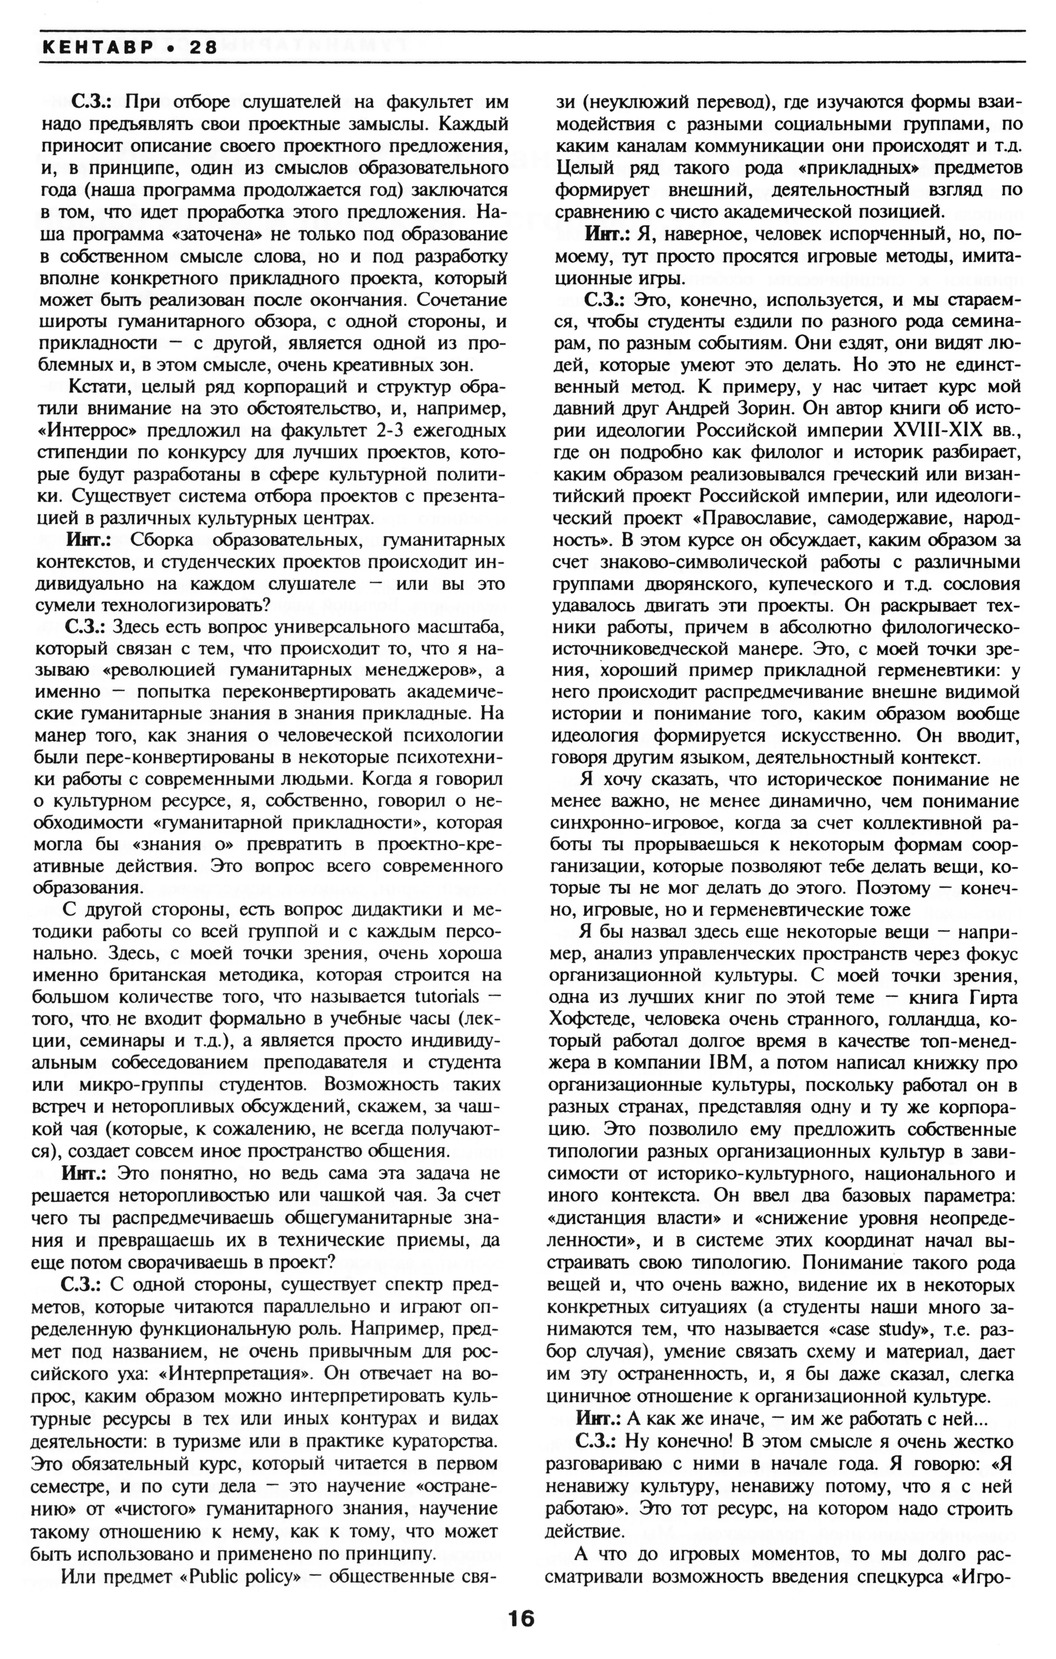 КЕНТАВР • 28
С.З.: При отборе слушателей на факультет им
надо предъявлять свои проектные замыслы. Каждый
приносит описание своего проектного предложения,
и, в принципе, один из смыслов образовательного
года (наша программа продолжается год) заключатся
в том, что идет проработка этого предложения. На-
ша программа «заточена» не только под образование
в собственном смысле слова, но и под разработку
вполне конкретного прикладного проекта, который
может быть реализован после окончания. Сочетание
широты гуманитарного обзора, с одной стороны, и
прикладности — с другой, является одной из про-
блемных и, в этом смысле, очень креативных зон.
Кстати, целый ряд корпораций и структур обра-
тили внимание на это обстоятельство, и, например,
«Интеррос» предложил на факультет 2-3 ежегодных
стипендии по конкурсу для лучших проектов, кото-
рые будут разработаны в сфере культурной полити-
ки. Существует система отбора проектов с презента-
цией в различных культурных центрах.
Инт.: Сборка образовательных, гуманитарных
контекстов, и студенческих проектов происходит ин-
дивидуально на каждом слушателе — или вы это
сумели технологизировать?
С.З.: Здесь есть вопрос универсального масштаба,
который связан с тем, что происходит то, что я на-
зываю «революцией гуманитарных менеджеров», а
именно — попытка переконвертировать академиче-
ские гуманитарные знания в знания прикладные. На
манер того, как знания о человеческой психологии
были пере-конвертированы в некоторые психотехни-
ки работы с современными людьми. Когда я говорил
о культурном ресурсе, я, собственно, говорил о не-
обходимости «гуманитарной прикладности», которая
могла бы «знания о» превратить в проектно-кре-
ативные действия. Это вопрос всего современного
образования.
С другой стороны, есть вопрос дидактики и ме-
тодики работы со всей группой и с каждым персо-
нально. Здесь, с моей точки зрения, очень хороша
именно британская методика, которая строится на
большом количестве того, что называется tutorials —
того, что не входит формально в учебные часы (лек-
ции, семинары и т.д.), а является просто индивиду-
альным собеседованием преподавателя и студента
или микро-группы студентов. Возможность таких
встреч и неторопливых обсуждений, скажем, за чаш-
кой чая (которые, к сожалению, не всегда получают-
ся), создает совсем иное пространство общения.
Инт.: Это понятно, но ведь сама эта задача не
решается неторопливостью или чашкой чая. За счет
чего ты распредмечиваешь общегуманитарные зна-
ния и превращаешь их в технические приемы, да
еще потом сворачиваешь в проект?
С.З.: С одной стороны, существует спектр пред-
метов, которые читаются параллельно и играют оп-
ределенную функциональную роль. Например, пред-
мет под названием, не очень привычным для рос-
сийского уха: «Интерпретация». Он отвечает на во-
прос, каким образом можно интерпретировать куль-
турные ресурсы в тех или иных контурах и видах
деятельности: в туризме или в практике кураторства.
Это обязательный курс, который читается в первом
семестре, и по сути дела — это научение «остране-
нию» от «чистого» гуманитарного знания, научение
такому отношению к нему, как к тому, что может
быть использовано и применено по принципу.
Или предмет «Public policy» — общественные свя-
зи (неуклюжий перевод), где изучаются формы взаи-
модействия с разными социальными группами, по
каким каналам коммуникации они происходят и т.д.
Целый ряд такого рода «прикладных» предметов
формирует внешний, деятельностный взгляд по
сравнению с чисто академической позицией.
Инт.: Я, наверное, человек испорченный, но, по-
моему, тут просто просятся игровые методы, имита-
ционные игры.
С.З.: Это, конечно, используется, и мы стараем-
ся, чтобы студенты ездили по разного рода семина-
рам, по разным событиям. Они ездят, они видят лю-
дей, которые умеют это делать. Но это не единст-
венный метод. К примеру, у нас читает курс мой
давний друг Андрей Зорин. Он автор книги об исто-
рии идеологии Российской империи XVIII-XIX вв.,
где он подробно как филолог и историк разбирает,
каким образом реализовывался греческий или визан-
тийский проект Российской империи, или идеологи-
ческий проект «Православие, самодержавие, народ-
ность». В этом курсе он обсуждает, каким образом за
счет знаково-символической работы с различными
группами дворянского, купеческого и т.д. сословия
удавалось двигать эти проекты. Он раскрывает тех-
ники работы, причем в абсолютно филологическо-
источниковедческой манере. Это, с моей точки зре-
ния, хороший пример прикладной герменевтики: у
него происходит распредмечивание внешне видимой
истории и понимание того, каким образом вообще
идеология формируется искусственно. Он вводит,
говоря другим языком, деятельностный контекст.
Я хочу сказать, что историческое понимание не
менее важно, не менее динамично, чем понимание
синхронно-игровое, когда за счет коллективной ра-
боты ты прорываешься к некоторым формам соор-
ганизации, которые позволяют тебе делать вещи, ко-
торые ты не мог делать до этого. Поэтому — конеч-
но, игровые, но и герменевтические тоже
Я бы назвал здесь еще некоторые вещи — напри-
мер, анализ управленческих пространств через фокус
организационной культуры. С моей точки зрения,
одна из лучших книг по этой теме — книга Гирта
Хофстеде, человека очень странного, голландца, ко-
торый работал долгое время в качестве топ-менед-
жера в компании IBM, а потом написал книжку про
организационные культуры, поскольку работал он в
разных странах, представляя одну и ту же корпора-
цию. Это позволило ему предложить собственные
типологии разных организационных культур в зави-
симости от историко-культурного, национального и
иного контекста. Он ввел два базовых параметра:
«дистанция власти» и «снижение уровня неопреде-
ленности», и в системе этих координат начал вы-
страивать свою типологию. Понимание такого рода
вещей и, что очень важно, видение их в некоторых
конкретных ситуациях (а студенты наши много за-
нимаются тем, что называется «case study», т.е. раз-
бор случая), умение связать схему и материал, дает
им эту остраненность, и, я бы даже сказал, слегка
циничное отношение к организационной культуре.
Инт.: А как же иначе, — им же работать с ней...
С.З.: Ну конечно! В этом смысле я очень жестко
разговариваю с ними в начале года. Я говорю: «Я
ненавижу культуру, ненавижу потому, что я с ней
работаю». Это тот ресурс, на котором надо строить
действие.
А что до игровых моментов, то мы долго рас-
сматривали возможность введения спецкурса «Игро-
16